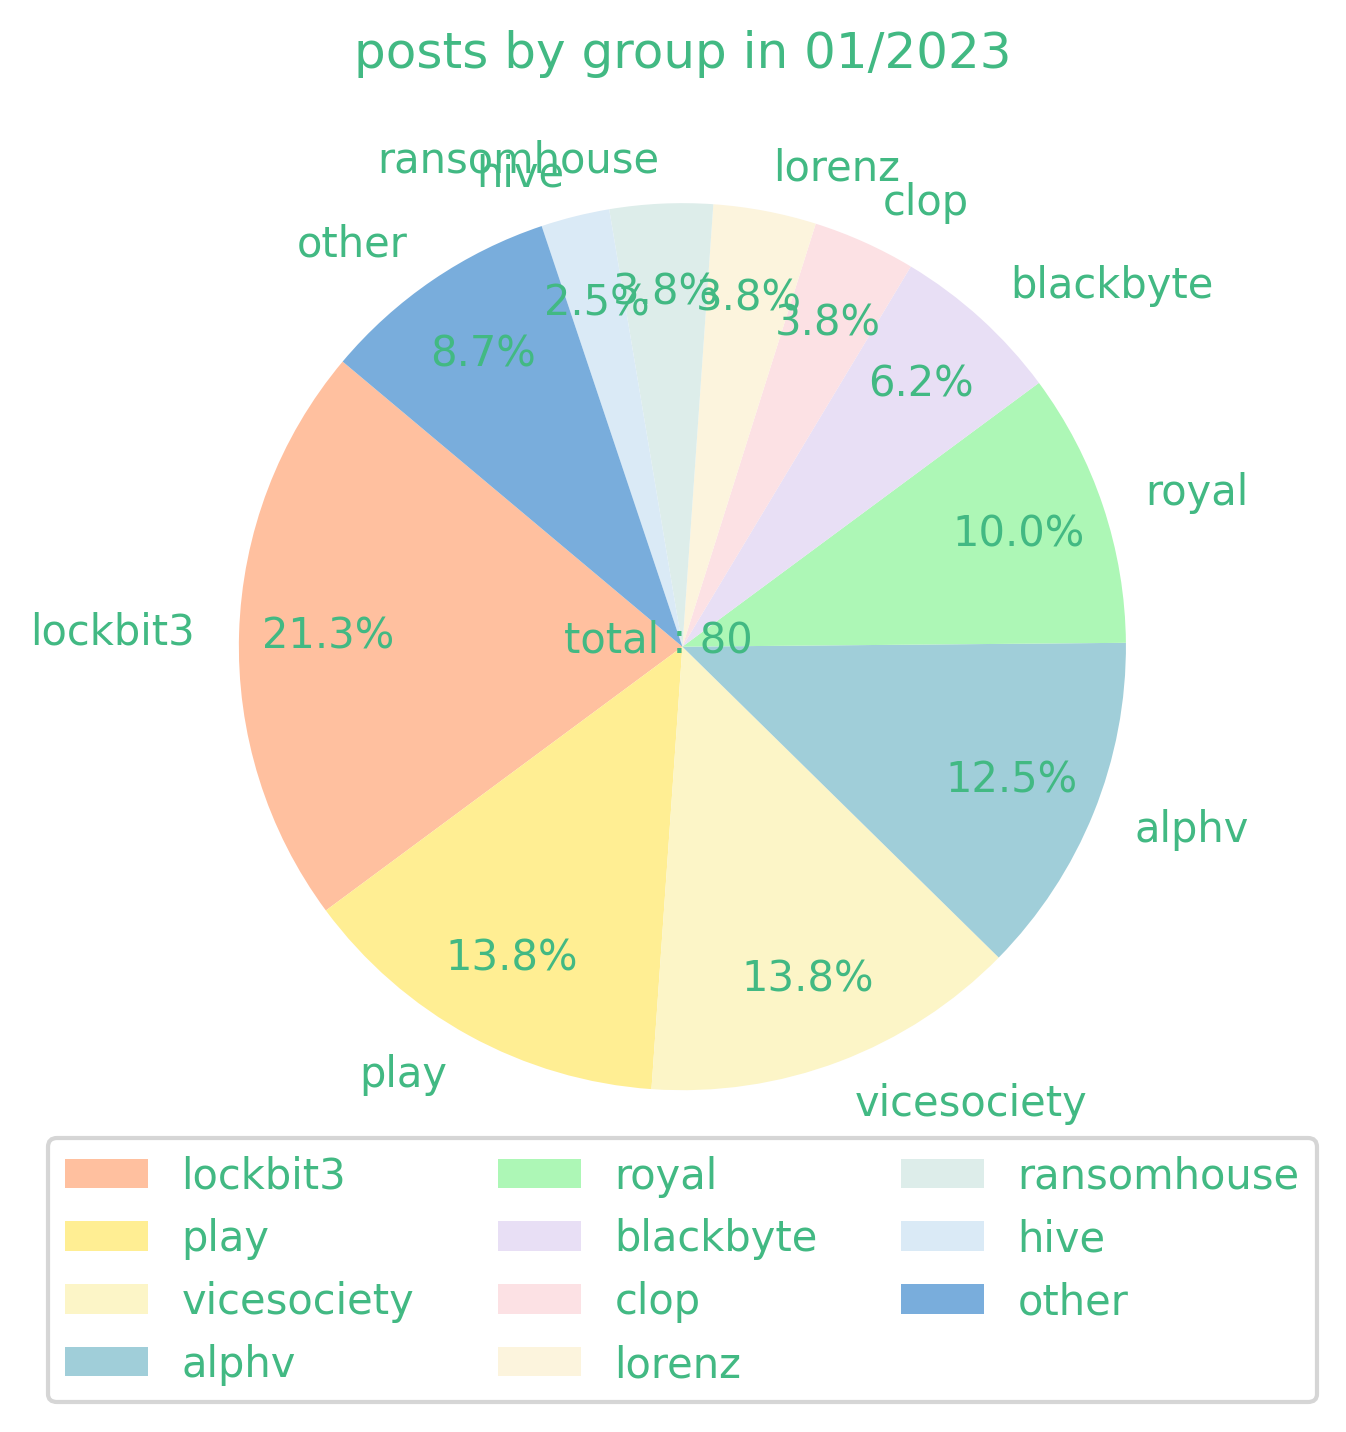 posts by group in 01/2023
ransomhouse
hive
lorenz
clop
other
blackbyte
2.5%
3.8%
3.8%
3.8%
8.7%
6.2%
royal
10.0%
lockbit3
21.3%
total : 80
12.5%
alphv
13.8%
13.8%
play
vicesociety
lockbit3
play
vicesociety
alphv
royal
blackbyte
clop
lorenz
ransomhouse
hive
other